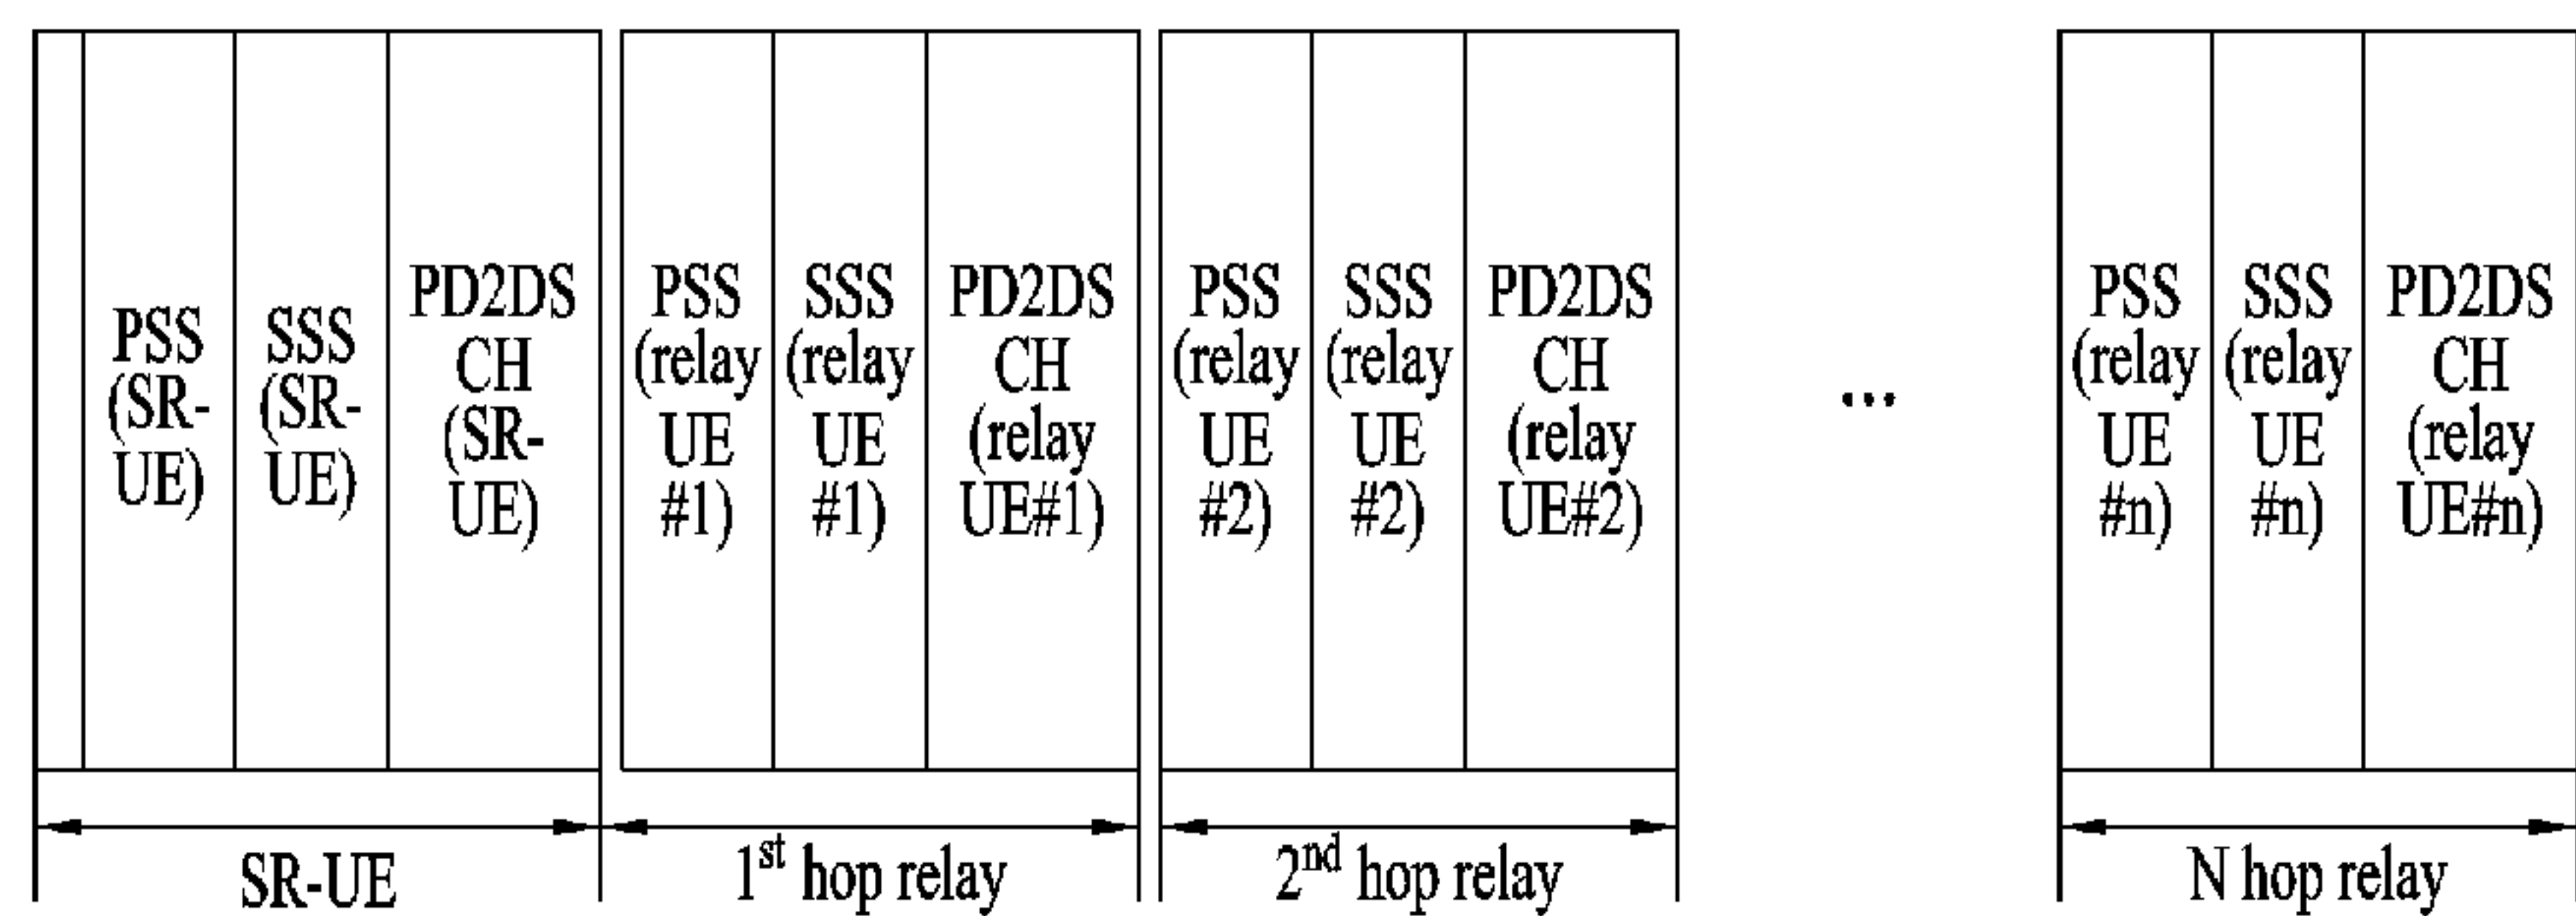 PSS
(SR-
UE)
SSS
(SR-
UE)
PD2DS
CH
(SR-
UE)
PSS
(relay
UE
#1)
SSS
(relay
UE
#1)
PD2DS
CH
(relay
UE#1)
PSS
(relay
UE
#2)
SSS
(relay
UE
#2)
PD2DS
CH
(relay
UE#2)
...
PSS
(relay
UE
#n)
SSS
(relay
UE
#n)
PD2DS
CH
(relay
UE#n)
SR-UE
1st hop relay
2nd hop relay
N hop relay